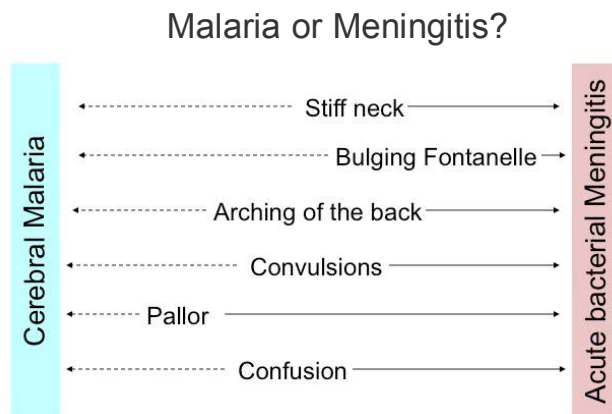 Malaria or Meningitis?
Cerebral Malaria
Stiff neck
Bulging Fontanelle
Arching of the back
Convulsions
Pallor
Confusion
Acute bacterial Meningitis